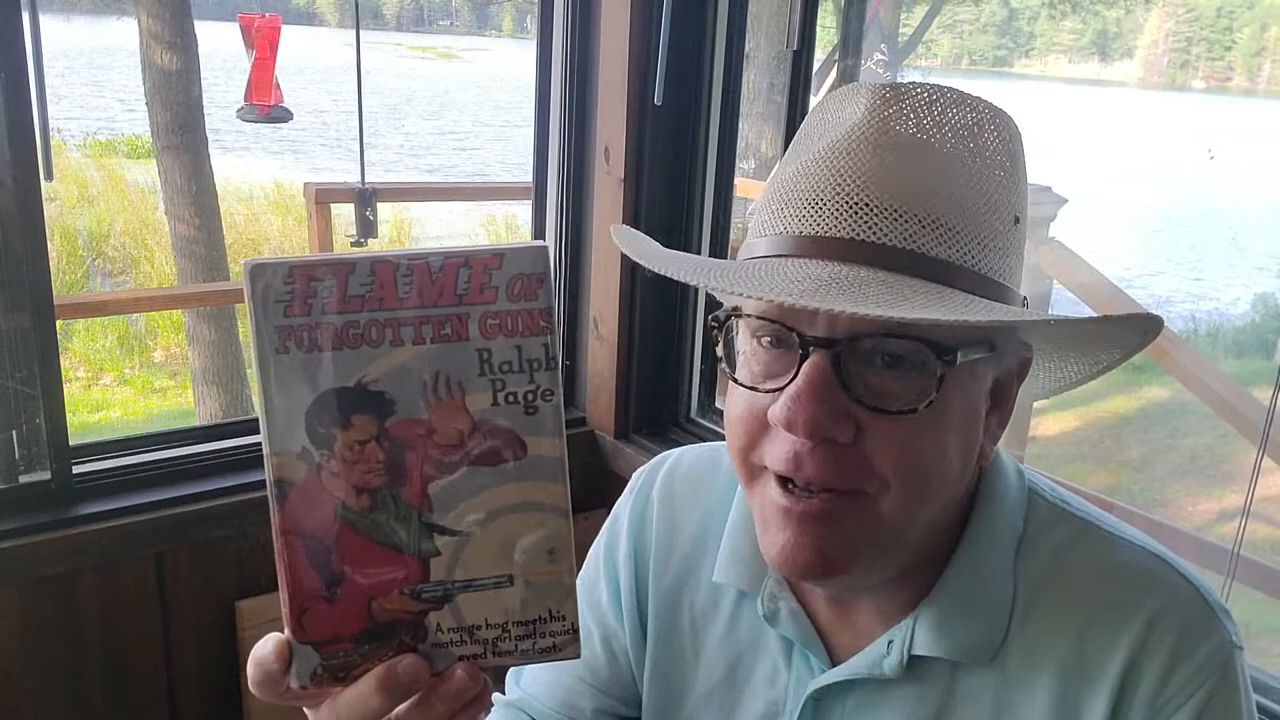 FLAME OF
FORGOTTEN GUNS
Ralph
Page
A range hog meets his
match in a girl and a quick
eyed tenderfoot.